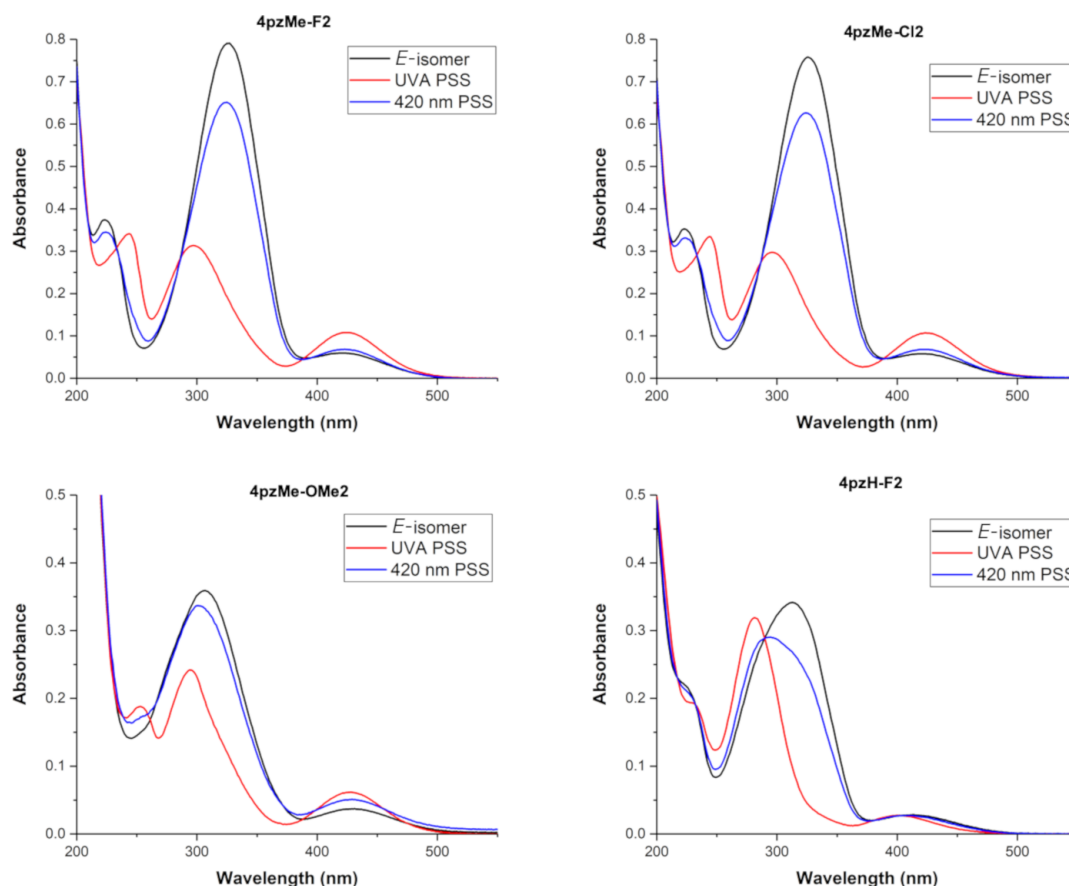 4pzMe-F2
E-isomer
UVA PSS
420 nm PSS
0.8
0.7
0.6
0.5
0.4
0.3
0.2
0.1
0.0
Absorbance
200
300
400
500
Wavelength (nm)
4pzMe-Cl2
E-isomer
UVA PSS
420 nm PSS
0.8
0.7
0.6
0.5
0.4
0.3
0.2
0.1
0.0
Absorbance
200
300
400
500
Wavelength (nm)
4pzMe-OMe2
E-isomer
UVA PSS
420 nm PSS
0.5
0.4
0.3
0.2
0.1
0.0
Absorbance
200
300
400
500
Wavelength (nm)
4pzH-F2
E-isomer
UVA PSS
420 nm PSS
0.5
0.4
0.3
0.2
0.1
0.0
Absorbance
200
300
400
500
Wavelength (nm)